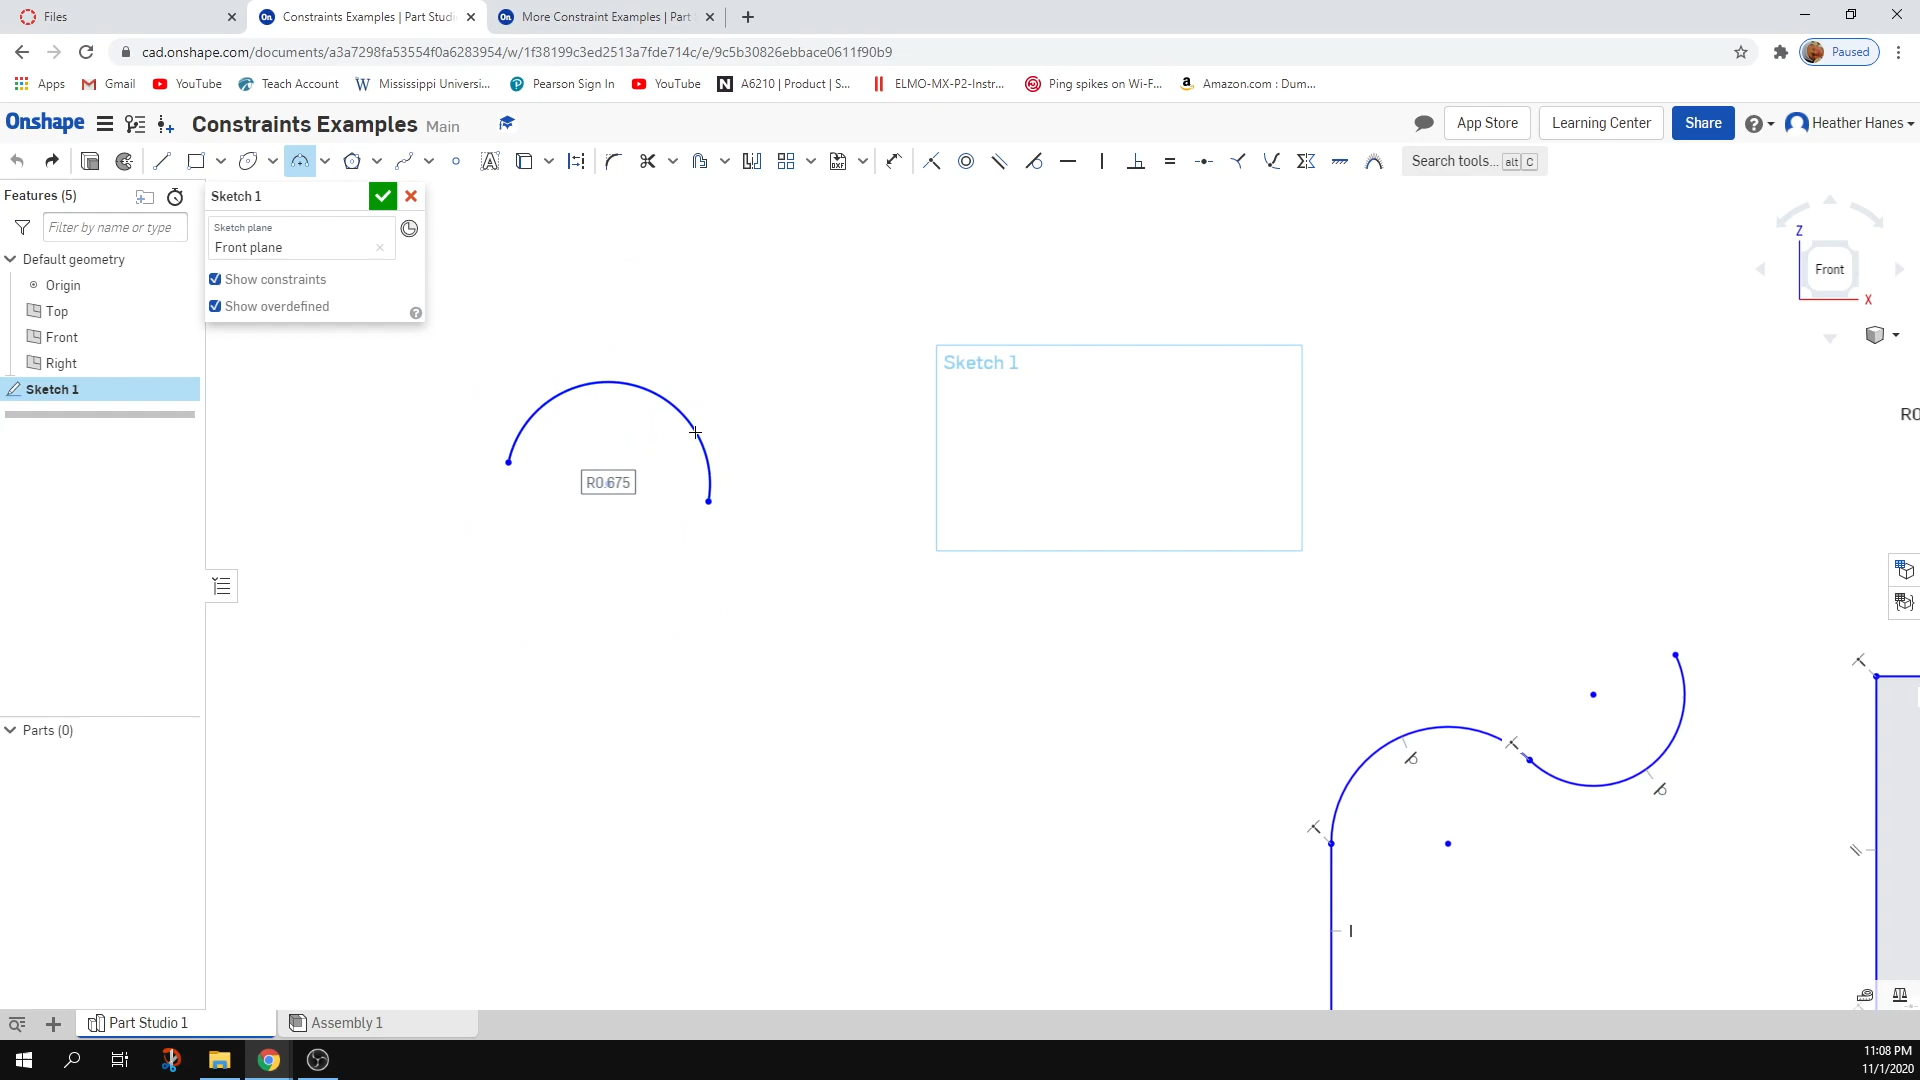 Files
Constraints Examples | Part Studi
More Constraint Examples | Part
cad.onshape.com/documents/a3a7298fa53554f0a6283954/w/1f38199c3ed2513a7fde714c/e/9c5b30826ebbace0611f90b9
Paused
Apps
Gmail
YouTube
Teach Account
Mississippi Universi...
Pearson Sign In
YouTube
A6210 | Product | S...
ELMO-MX-P2-Instr...
Ping spikes on Wi-F...
Amazon.com : Dum...
Onshape
Constraints Examples Main
App Store
Learning Center
Share
Heather Hanes
Search tools... alt C
Features (5)
Filter by name or type
Default geometry
Origin
Top
Front
Right
Sketch 1
Parts (0)
Sketch 1
Sketch plane
Front plane
Show constraints
Show overdefined
R0.675
Sketch 1
Z
Front
X
R0
Part Studio 1
Assembly 1
11:08 PM
11/1/2020